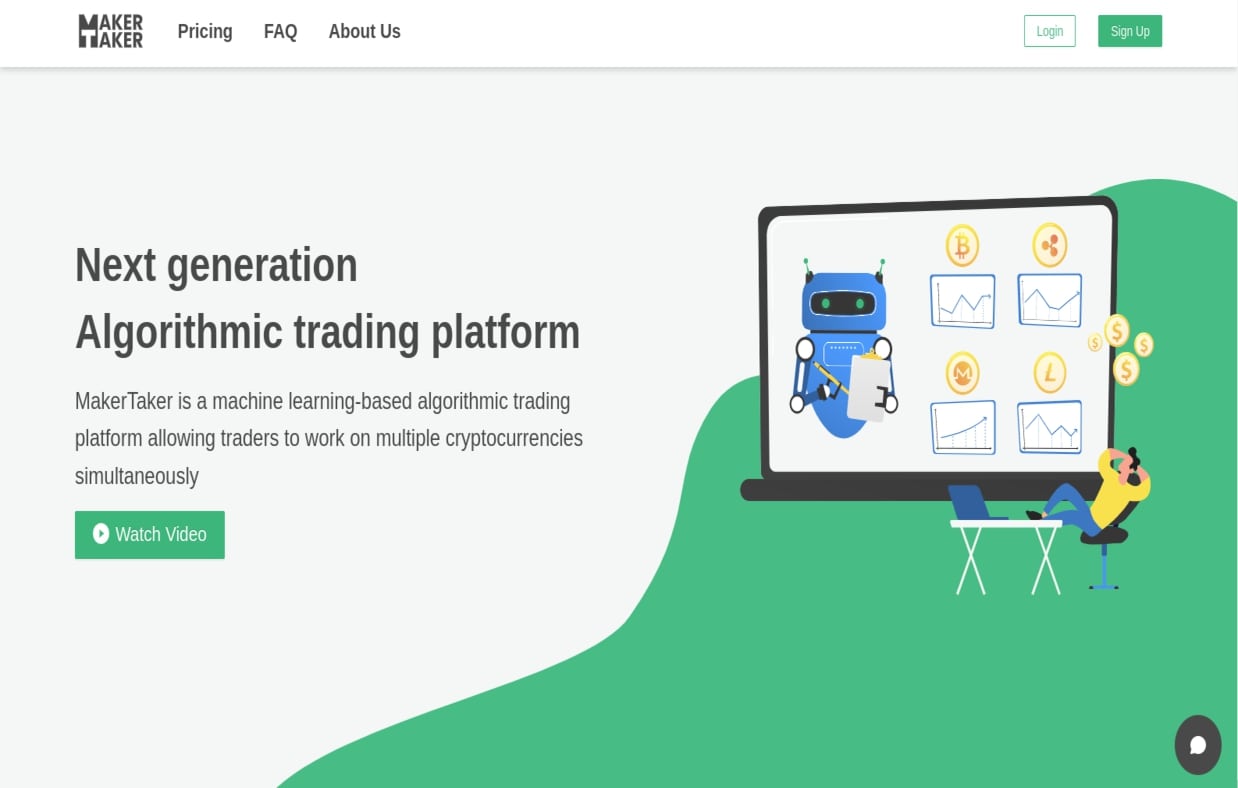 MAKER
TAKER
Pricing
FAQ
About Us
Login
Sign Up
Next generation
Algorithmic trading platform
MakerTaker is a machine learning-based algorithmic trading
platform allowing traders to work on multiple cryptocurrencies
simultaneously
Watch Video